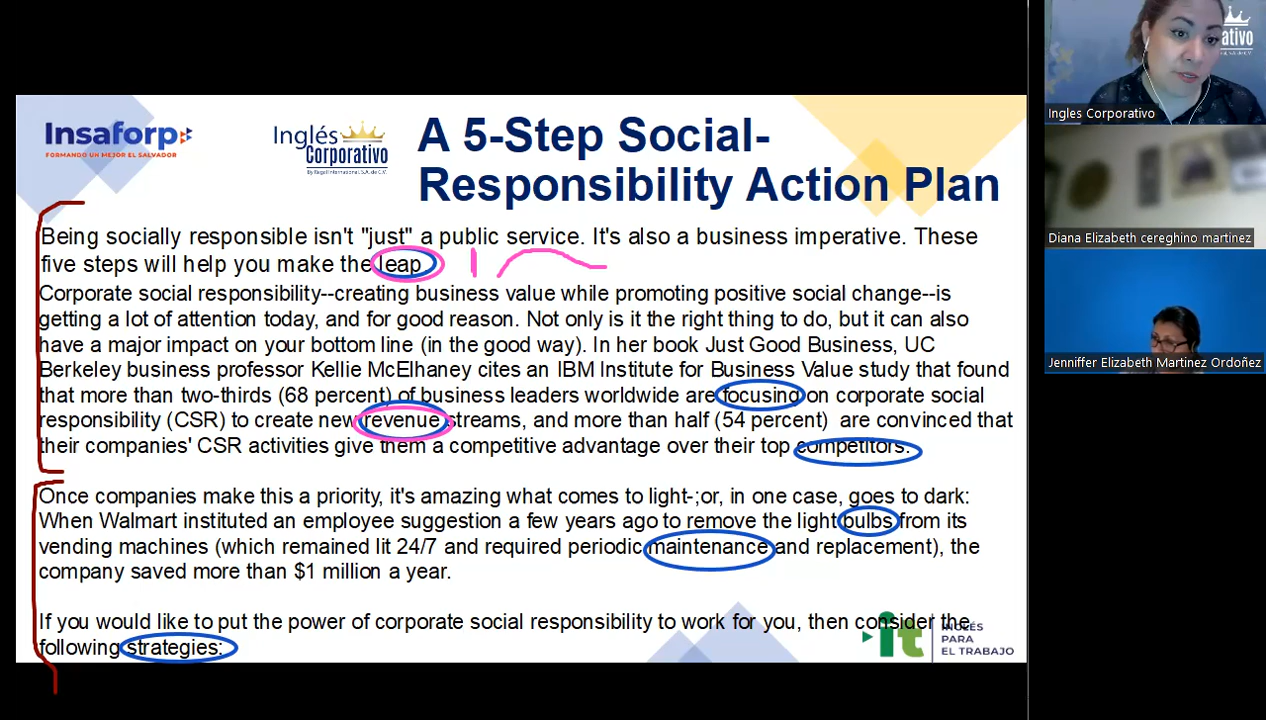 Insaforp
FORMANDO UN MEJOR EL SALVADOR
Inglés
Corporativo
By Regal International, S.A. de C.V.
A 5-Step Social-
Responsibility Action Plan
Being socially responsible isn't "just" a public service. It's also a business imperative. These
five steps will help you make the leap
Corporate social responsibility--creating business value while promoting positive social change--is
getting a lot of attention today, and for good reason. Not only is it the right thing to do, but it can also
have a major impact on your bottom line (in the good way). In her book Just Good Business, UC
Berkeley business professor Kellie McElhany cites an IBM Institute for Business Value study that found
that more than two-thirds (68 percent) of business leaders worldwide are focusing on corporate social
responsibility (CSR) to create new revenue streams, and more than half (54 percent) are convinced that
their companies' CSR activities give them a competitive advantage over their top competitors.
Once companies make this a priority, it's amazing what comes to light-;or, in one case, goes to dark:
When Walmart instituted an employee suggestion a few years ago to remove the light bulbs from its
vending machines (which remained lit 24/7 and required periodic maintenance and replacement), the
company saved more than $1 million a year.
If you would like to put the power of corporate social responsibility to work for you, then consider the
following strategies:
it
INGLÉS
PARA
EL TRABAJO
ativo
Ingles Corporativo
Diana Elizabeth cereghino martinez
Jenniffer Elizabeth Martinez Ordoñez